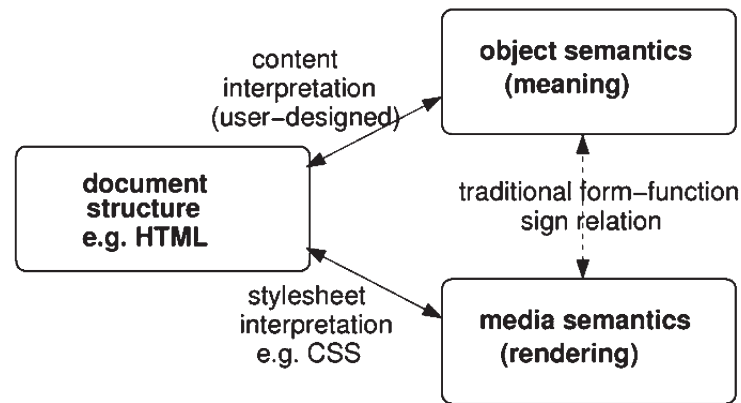 content
interpretation
(user-designed)
object semantics
(meaning)
document
structure
e.g. HTML
traditional form-function
sign relation
stylesheet
interpretation
e.g. CSS
media semantics
(rendering)